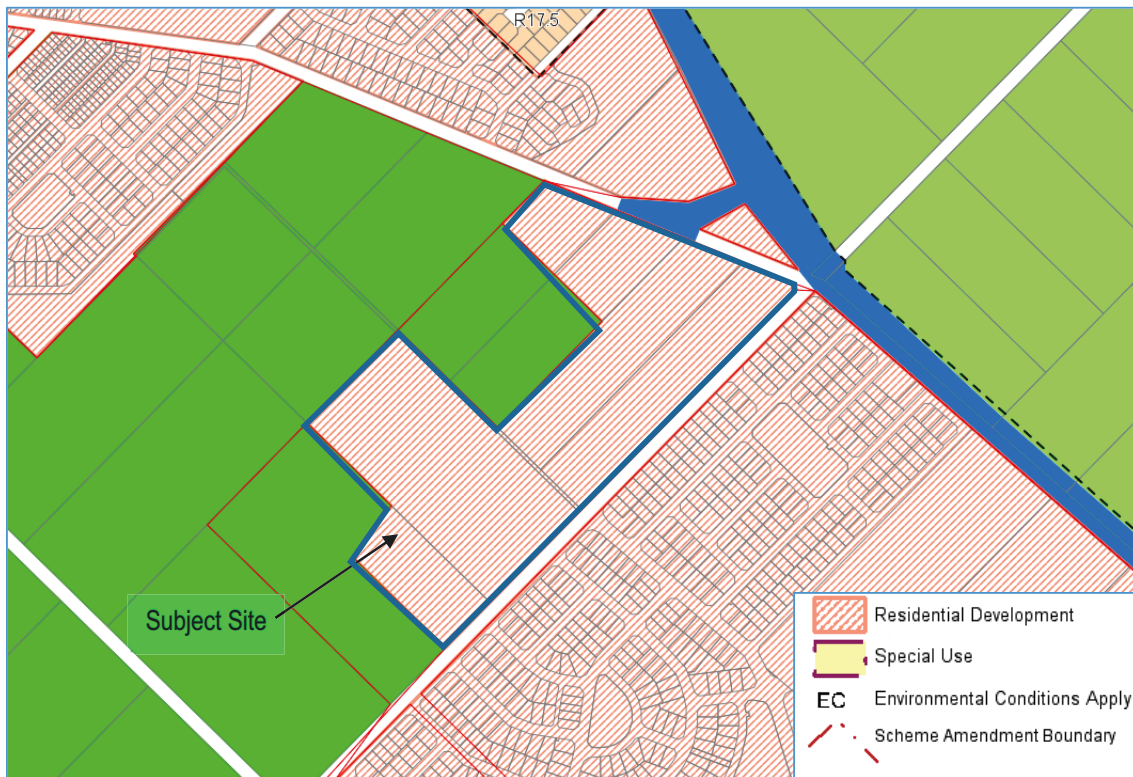 R17.5
Subject Site
Residential Development
Special Use
EC Environmental Conditions Apply
Scheme Amendment Boundary